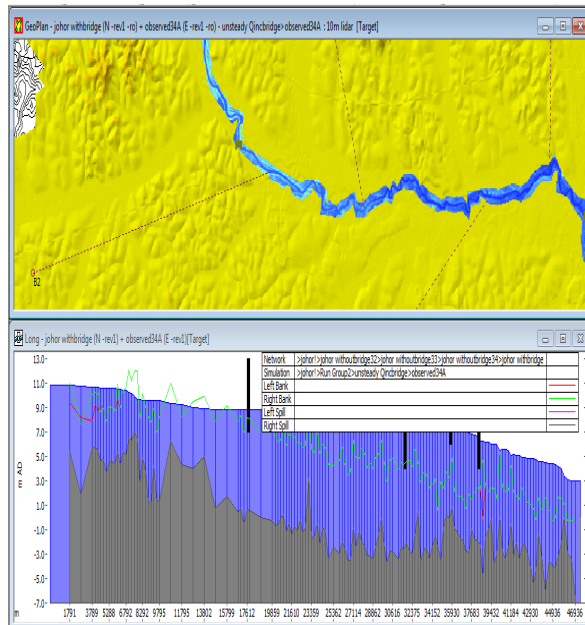 GeoPlan - johor withbridge (N -rev1 -ro) + observed34A (E -rev1 -ro) - unsteady Qincbridge>observed34A : 10m lidar [Target]
B2
Long - johor withbridge (N -rev1) + observed34A (E -rev1)[Target]
Network >johor!>johor withoutbridge32>johor withoutbridge33>johor withoutbridge34>johor withbridge
Simulation >johor!>Run Group2>unsteady Qincbridge>observed34A
Left Bank
Right Bank
Left Spill
Right Spill
13.0
11.0
9.0
7.0
5.0
3.0
1.0
-1.0
-3.0
-5.0
-7.0
m AD
m 1791 3789 5288 6792 8292 9795 11795 13802 15799 17612 19859 21610 23359 25362 27114 28862 30616 32375 34152 35930 37683 39432 41184 42930 44936 46936